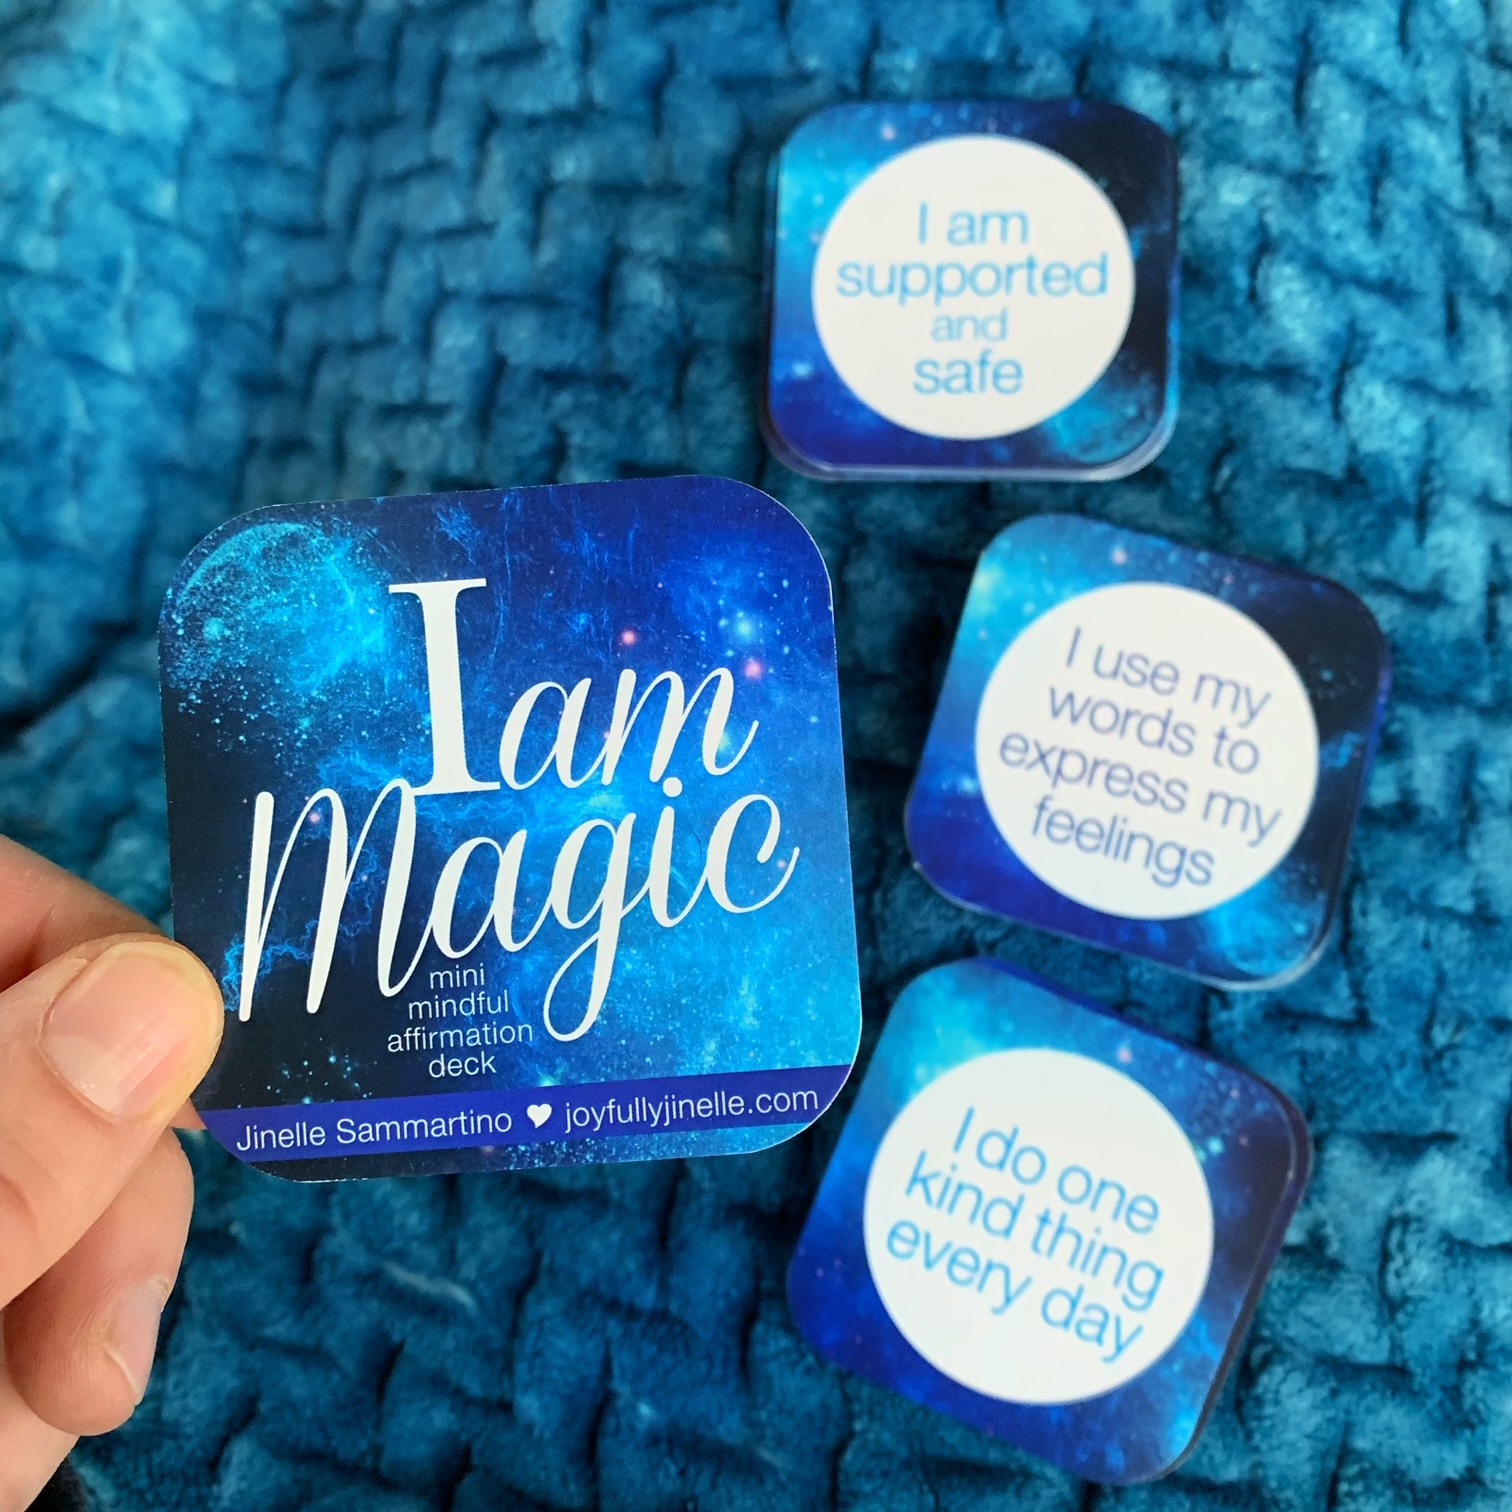 I am
Magic
mini
mindful
affirmation
deck
Jinelle Sammartino ♥ joyfullyjinelle.com
I am
supported
and
safe
I use my
words to
express my
feelings
I do one
kind thing
every day